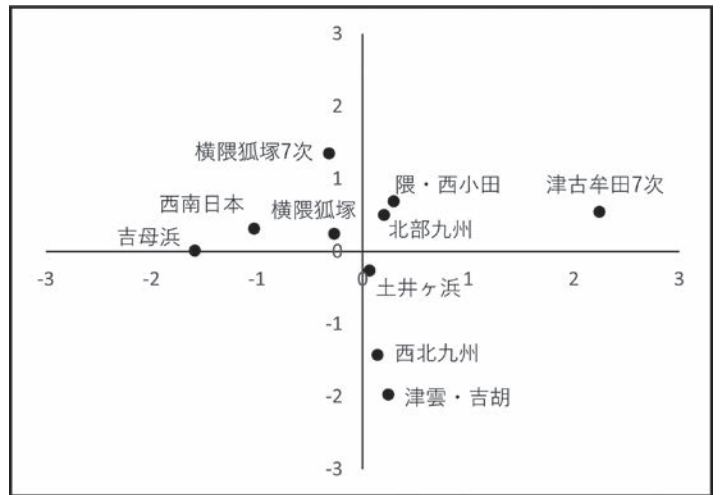 3
2
横隈狐塚7次
1
隈・西小田
津古牟田7次
西南日本
横隈狐塚
北部九州
吉母浜
0
-3
-2
-1
0
1
2
3
土井ヶ浜
-1
西北九州
-2
津雲・吉胡
-3